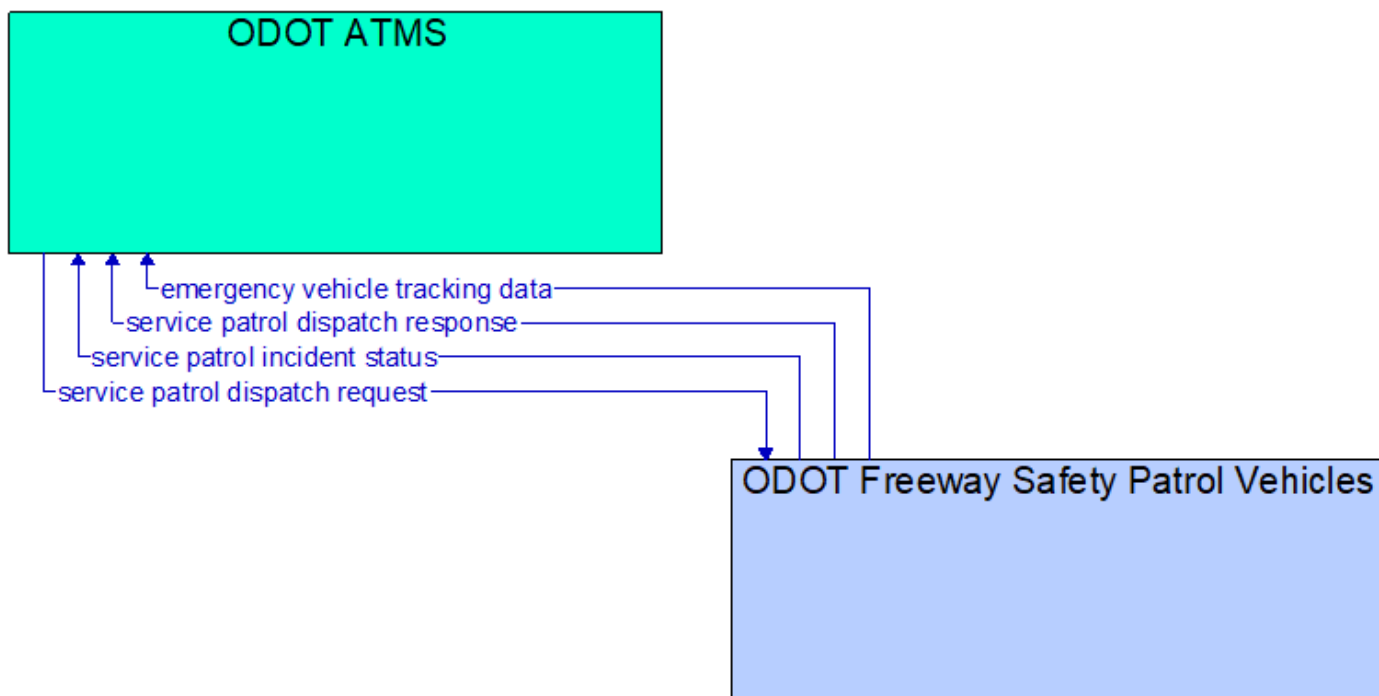 ODOT ATMS
emergency vehicle tracking data
service patrol dispatch response
service patrol incident status
service patrol dispatch request
ODOT Freeway Safety Patrol Vehicles